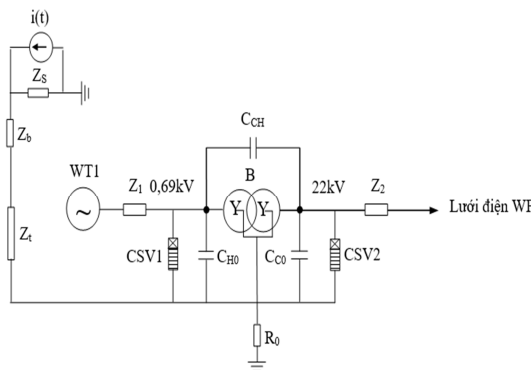 i(t)
Z_S
Z_b
Z_t
WT1
Z_1
0,69kV
C_CH
B
Y
Y
22kV
Z_2
Lưới điện WF
CSV1
C_H0
C_C0
CSV2
R_0